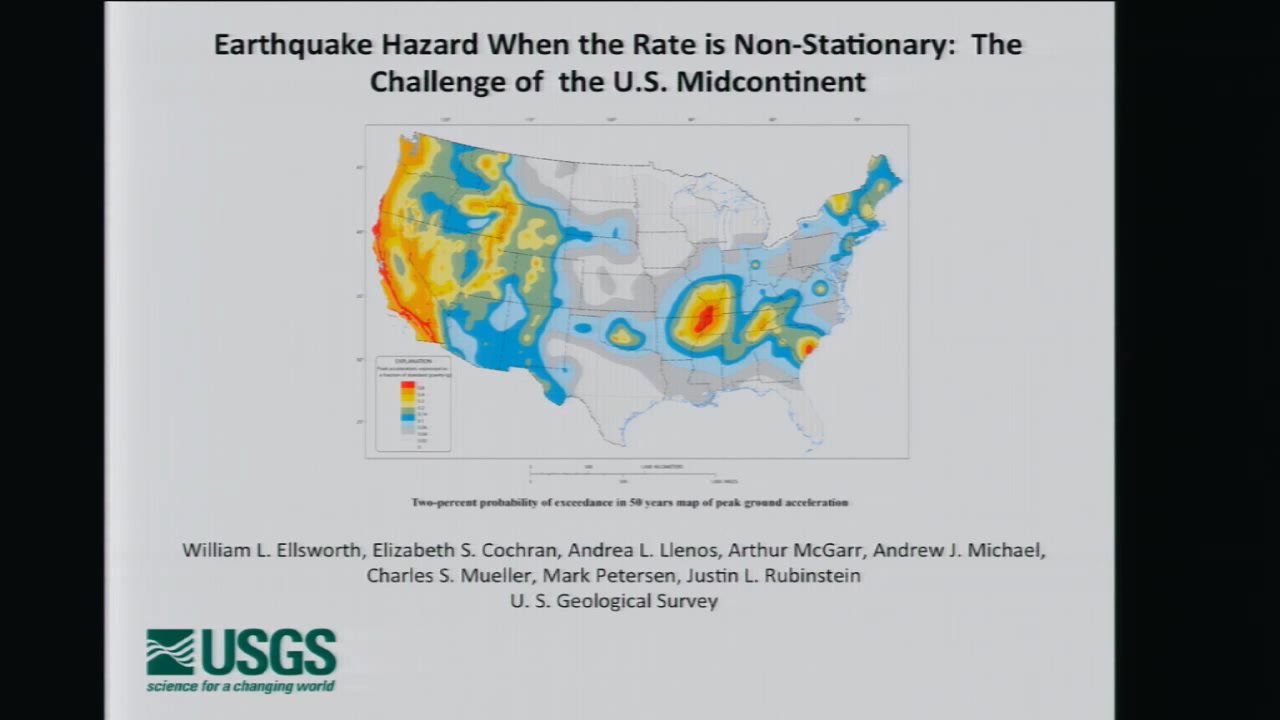 Earthquake Hazard When the Rate is Non-Stationary: The
Challenge of the U.S. Midcontinent
EXPLANATION
Two-percent probability of exceedance in 50 years map of peak ground acceleration
William L. Ellsworth, Elizabeth S. Cochran, Andrea L. Llenos, Arthur McGarr, Andrew J. Michael,
Charles S. Mueller, Mark Petersen, Justin L. Rubinstein
U. S. Geological Survey
USGS
science for a changing world